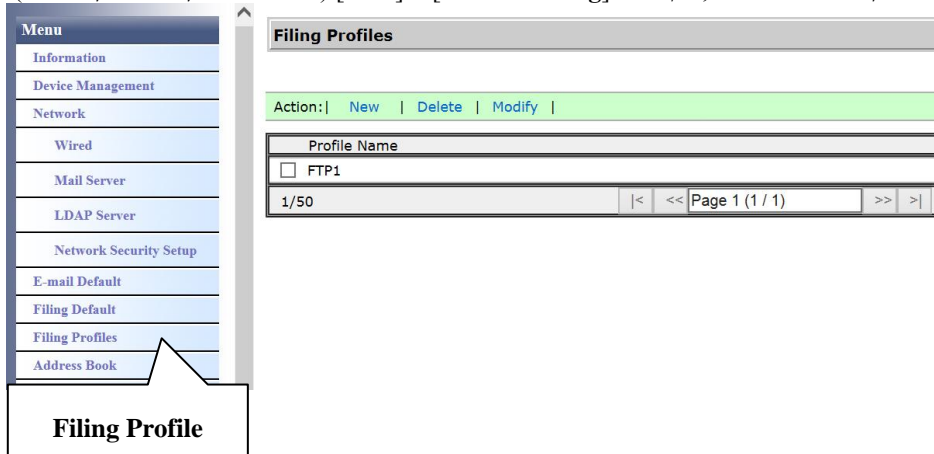 Menu
Information
Device Management
Network
Wired
Mail Server
LDAP Server
Network Security Setup
E-mail Default
Filing Default
Filing Profiles
Address Book
Filing Profile
Filing Profiles
Action:| New | Delete | Modify |
Profile Name
FTP1
1/50 |< << Page 1 (1 / 1) >> >|